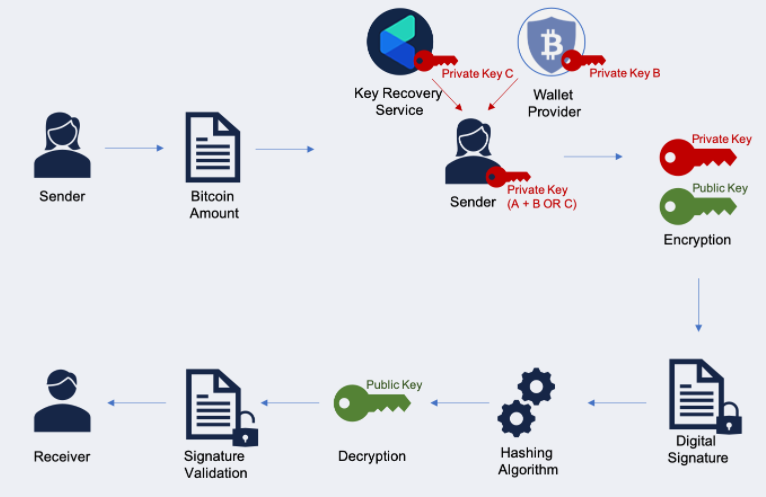 Private Key C
Private Key B
Key Recovery
Service
Wallet
Provider
Sender
Bitcoin
Amount
Sender
Private Key
(A + B OR C)
Private Key
Public Key
Encryption
Receiver
Signature
Validation
Public Key
Decryption
Hashing
Algorithm
Digital
Signature